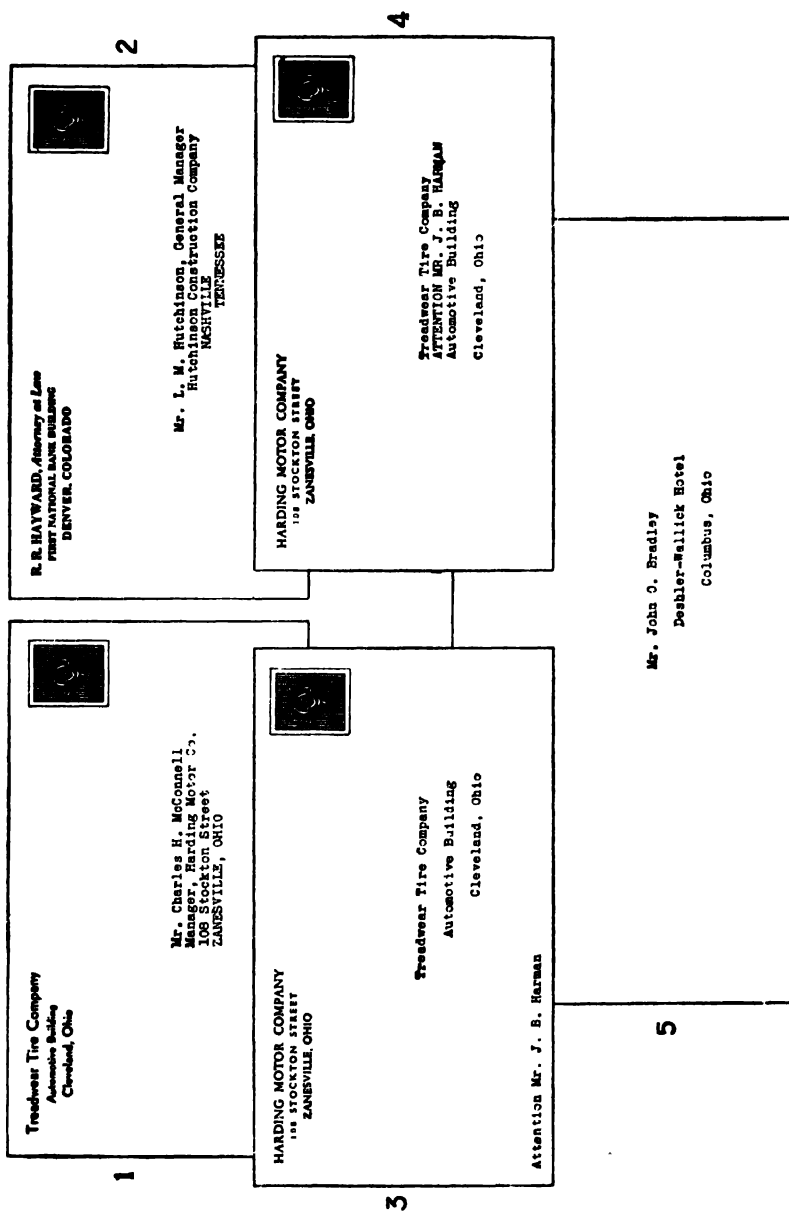 1
Treadwear Tire Company
Automotive Building
Cleveland, Ohio
Mr. Charles H. McConnell
Manager, Harding Motor Co.
108 Stockton Street
ZANESVILLE, OHIO
2
R. R. HAYWARD, Attorney at Law
FIRST NATIONAL BANK BUILDING
DENVER, COLORADO
Mr. L. M. Hutchinson, General Manager
Hutchinson Construction Company
NASHVILLE
TENNESSEE
3
HARDING MOTOR COMPANY
108 STOCKTON STREET
ZANESVILLE, OHIO
Treadwear Tire Company
Automotive Building
Cleveland, Ohio
Attention Mr. J. B. Harman
4
HARDING MOTOR COMPANY
108 STOCKTON STREET
ZANESVILLE, OHIO
Treadwear Tire Company
ATTENTION MR. J. B. HARMAN
Automotive Building
Cleveland, Ohio
5
Mr. John O. Bradley
Deshler-Wallick Hotel
Columbus, Ohio